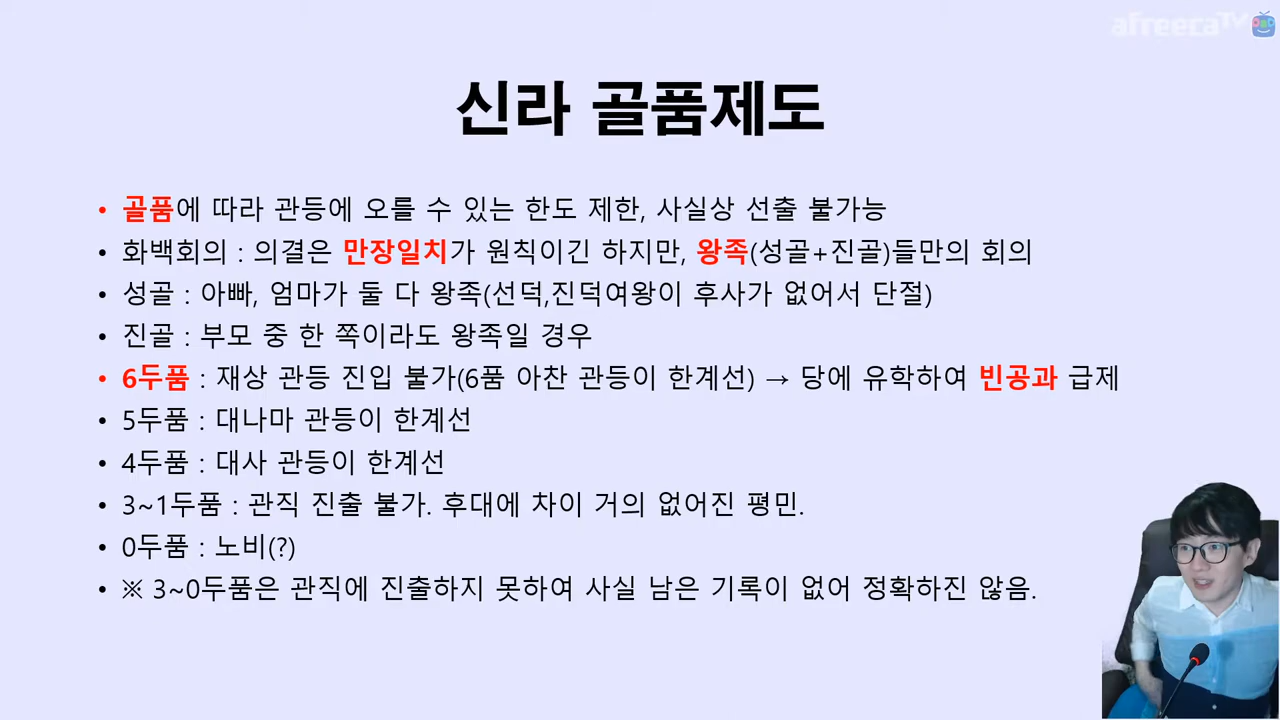 afreecaTV
신라 골품제도
• 골품에 따라 관등에 오를 수 있는 한도 제한, 사실상 선출 불가능
• 화백회의 : 의결은 만장일치가 원칙이긴 하지만, 왕족(성골+진골)들만의 회의
• 성골 : 아빠, 엄마가 둘 다 왕족(선덕,진덕여왕이 후사가 없어서 단절)
• 진골 : 부모 중 한 쪽이라도 왕족일 경우
• 6두품 : 재상 관등 진입 불가(6품 아찬 관등이 한계선) → 당에 유학하여 빈공과 급제
• 5두품 : 대나마 관등이 한계선
• 4두품 : 대사 관등이 한계선
• 3~1두품 : 관직 진출 불가. 후대에 차이 거의 없어진 평민.
• 0두품 : 노비(?)
• ※ 3~0두품은 관직에 진출하지 못하여 사실 남은 기록이 없어 정확하진 않음.